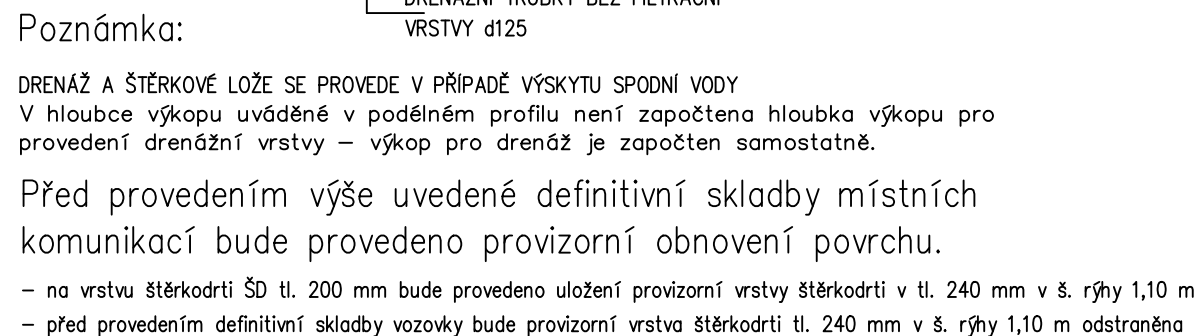 DRENÁŽNÍ TRUBKY BEZ FILTRAČNÍ
Poznámka:
VRSTVY d125
DRENÁŽ A ŠTĚRKOVÉ LOŽE SE PROVEDE V PŘÍPADĚ VÝSKYTU SPODNÍ VODY
V hloubce výkopu uváděné v podélném profilu není započtena hloubka výkopu pro
provedení drenážní vrstvy – výkop pro drenáž je započten samostatně.
Před provedením výše uvedené definitivní skladby místních
komunikací bude provedeno provizorní obnovení povrchu.
– na vrstvu štěrkodrti ŠD tl. 200 mm bude provedeno uložení provizorní vrstvy štěrkodrti v tl. 240 mm v š. rýhy 1,10 m
– před provedením definitivní skladby vozovky bude provizorní vrstva štěrkodrti tl. 240 mm v š. rýhy 1,10 m odstraněna